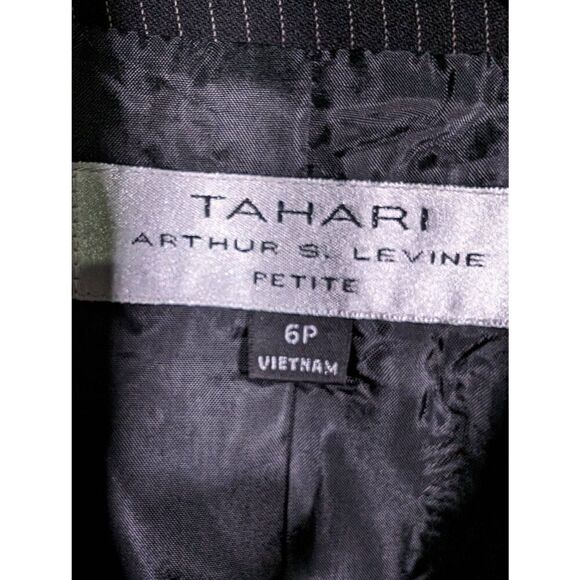 TAHARI
ARTHUR S. LEVINE
PETITE
6P
VIETNAM